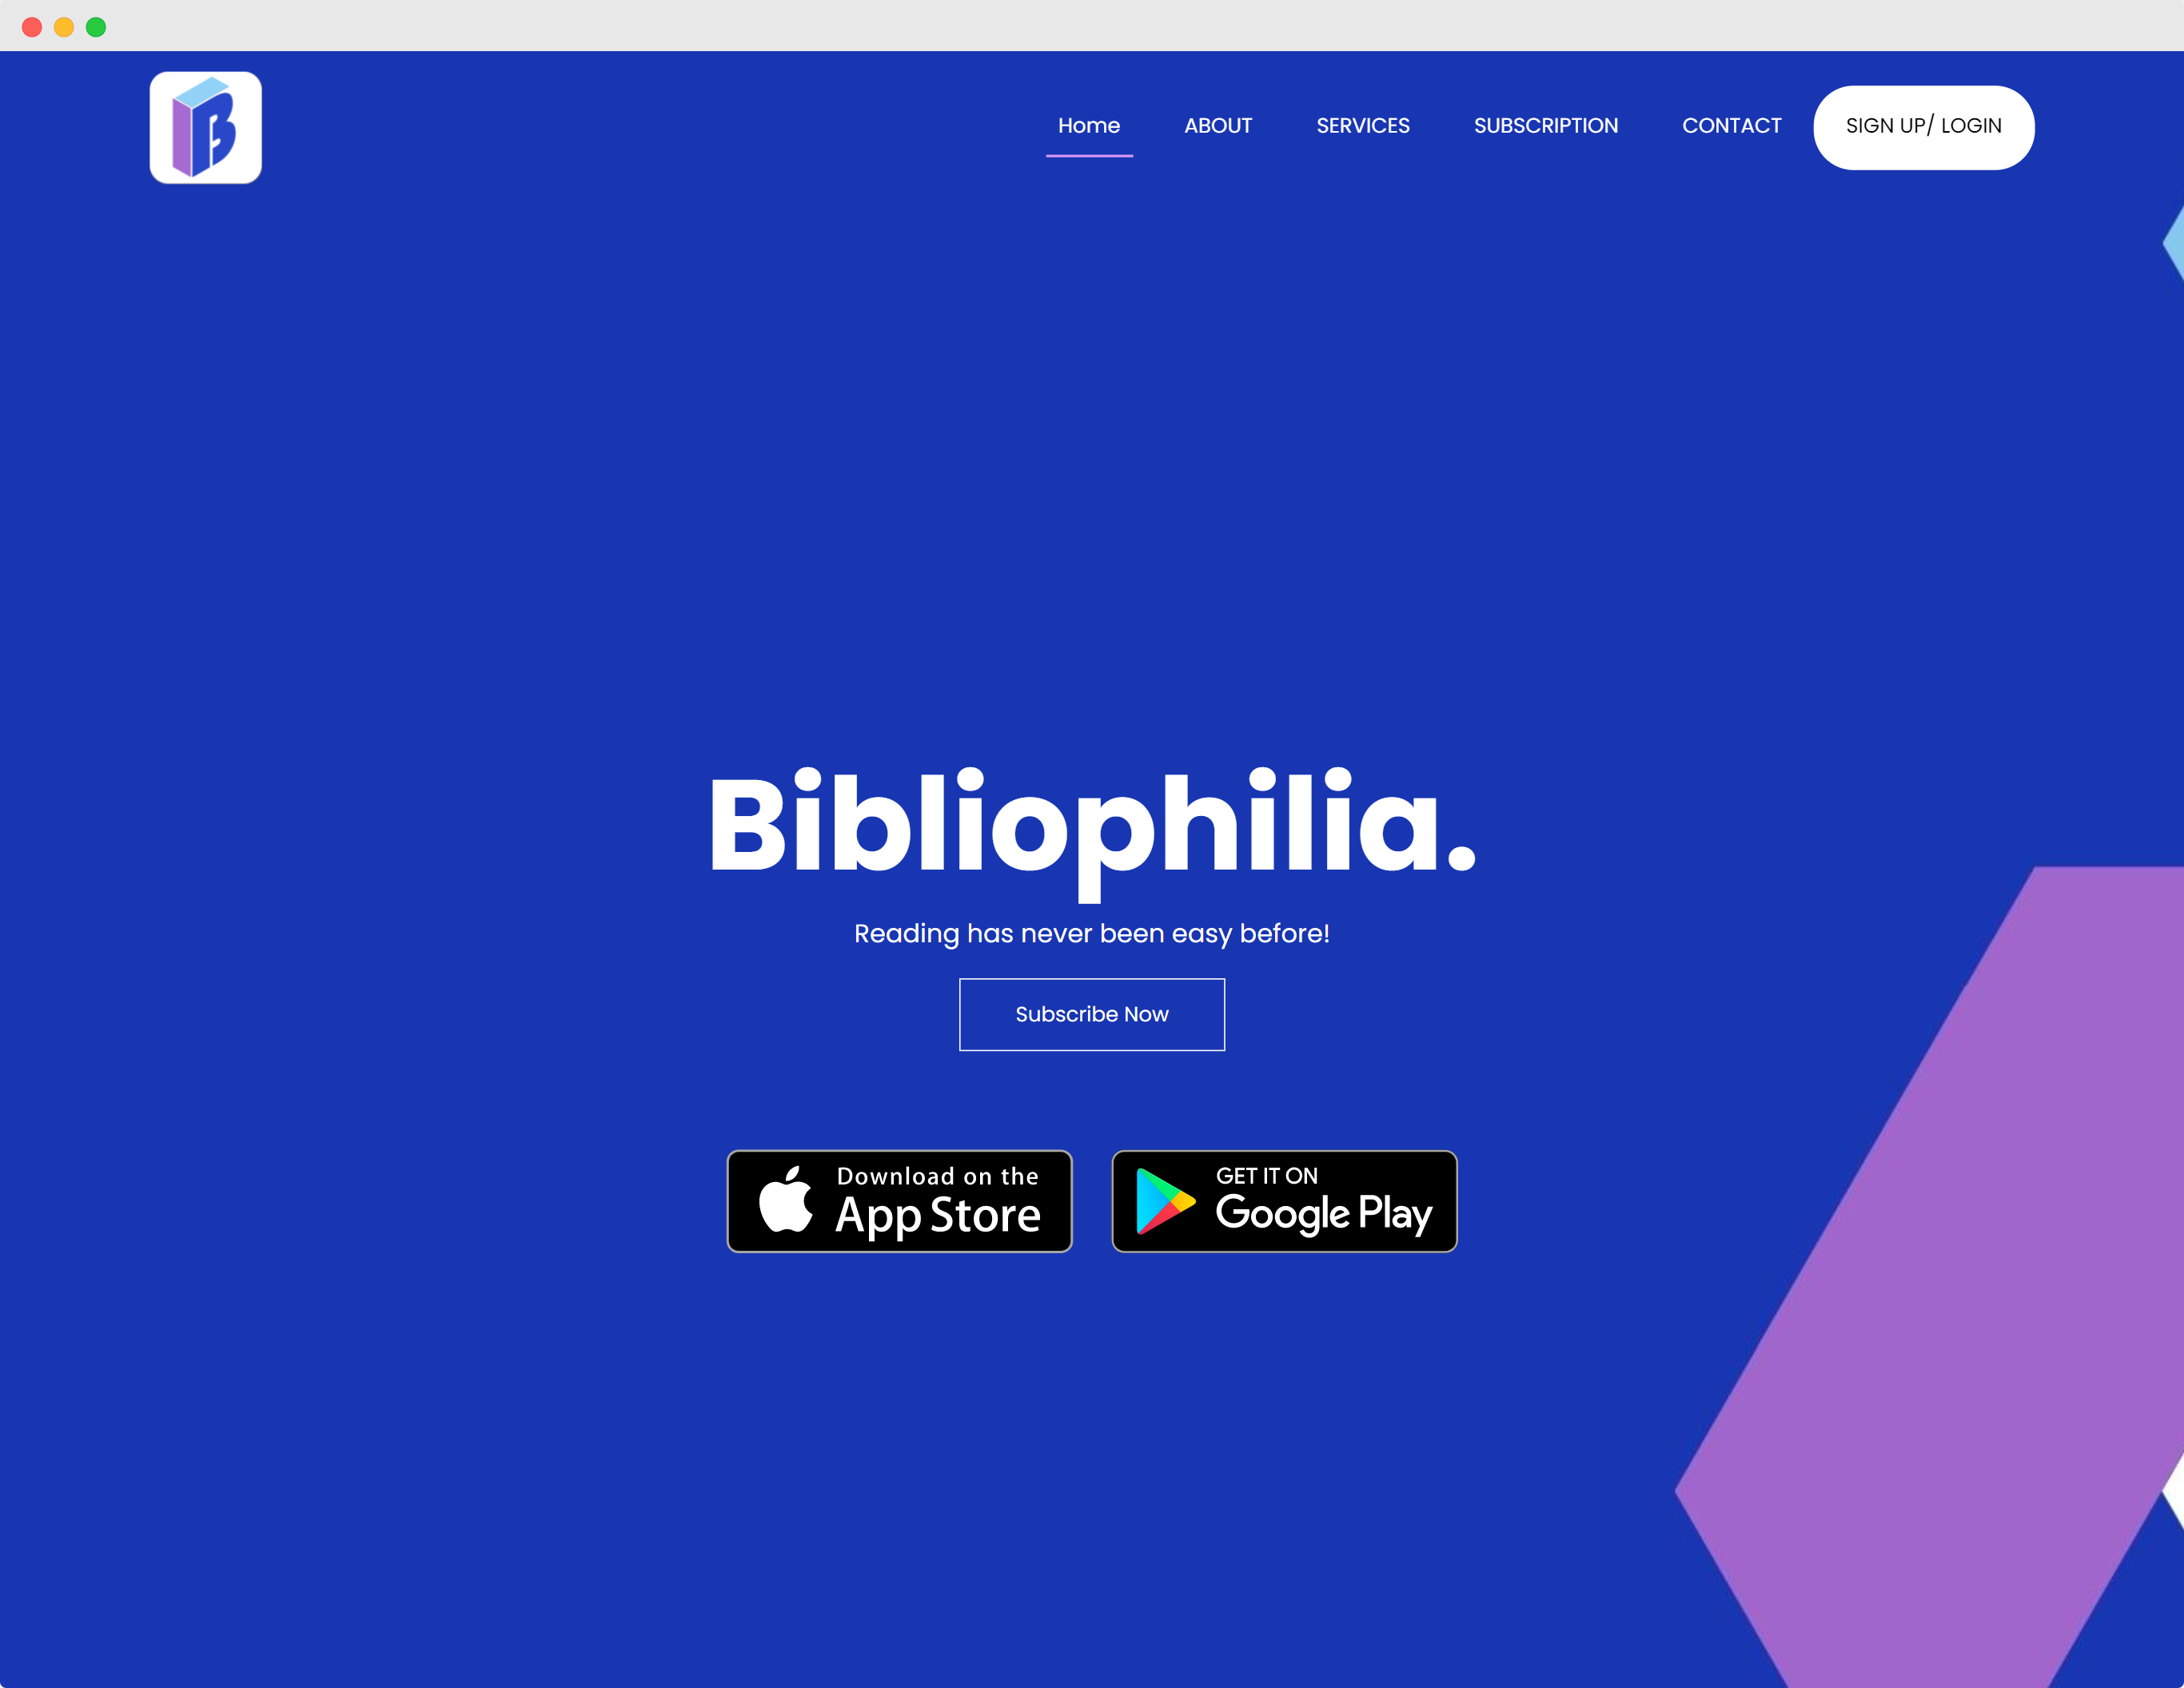 Home ABOUT SERVICES SUBSCRIPTION CONTACT SIGN UP/ LOGIN
Bibliophilia.
Reading has never been easy before!
Subscribe Now
Download on the
App Store
GET IT ON
Google Play